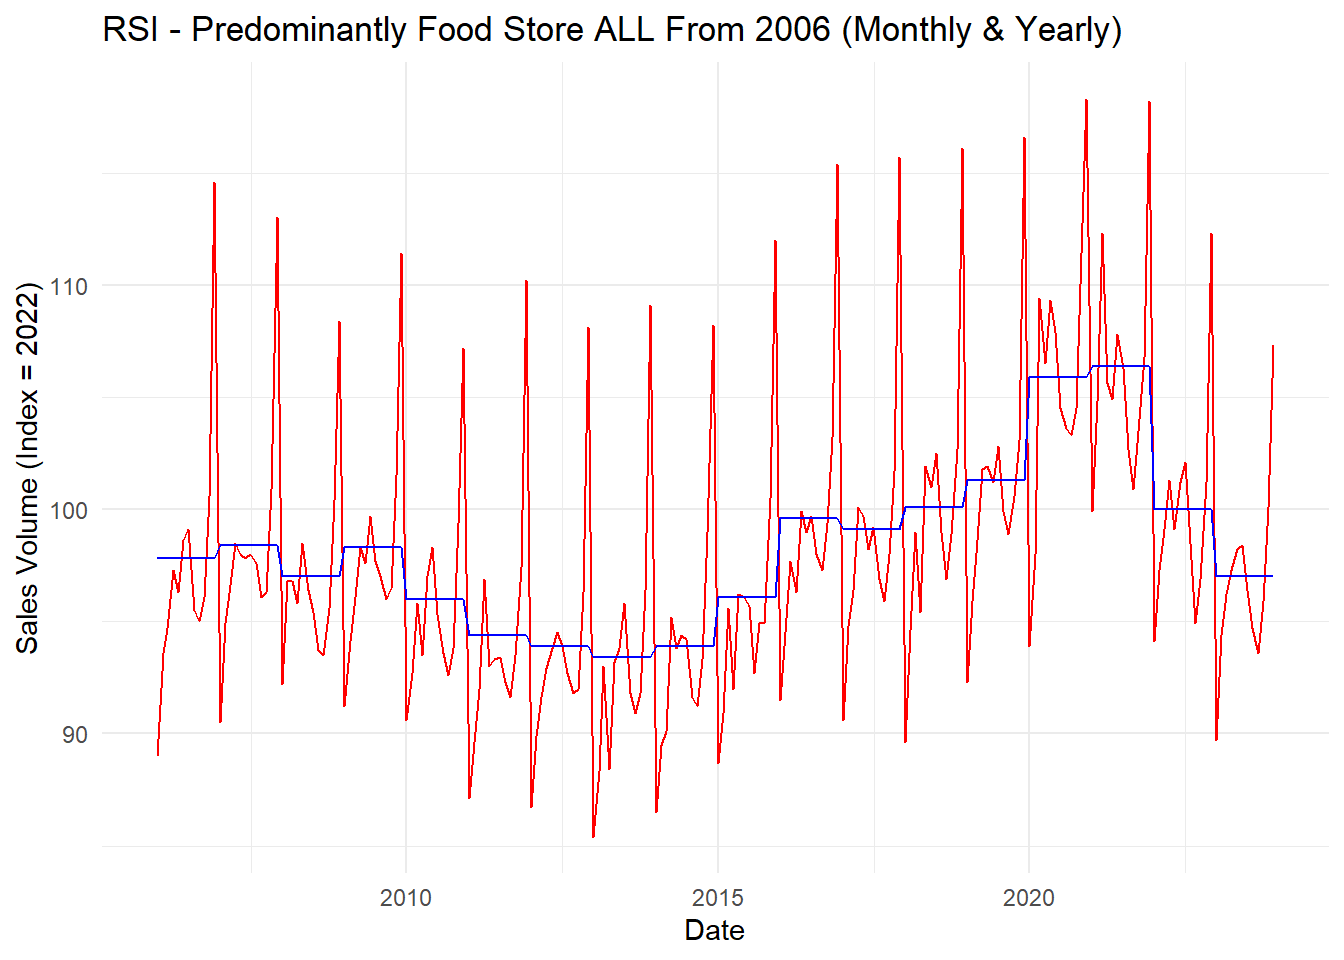 RSI - Predominantly Food Store ALL From 2006 (Monthly & Yearly)
Sales Volume (Index = 2022)
110
100
90
2010 2015 2020
Date